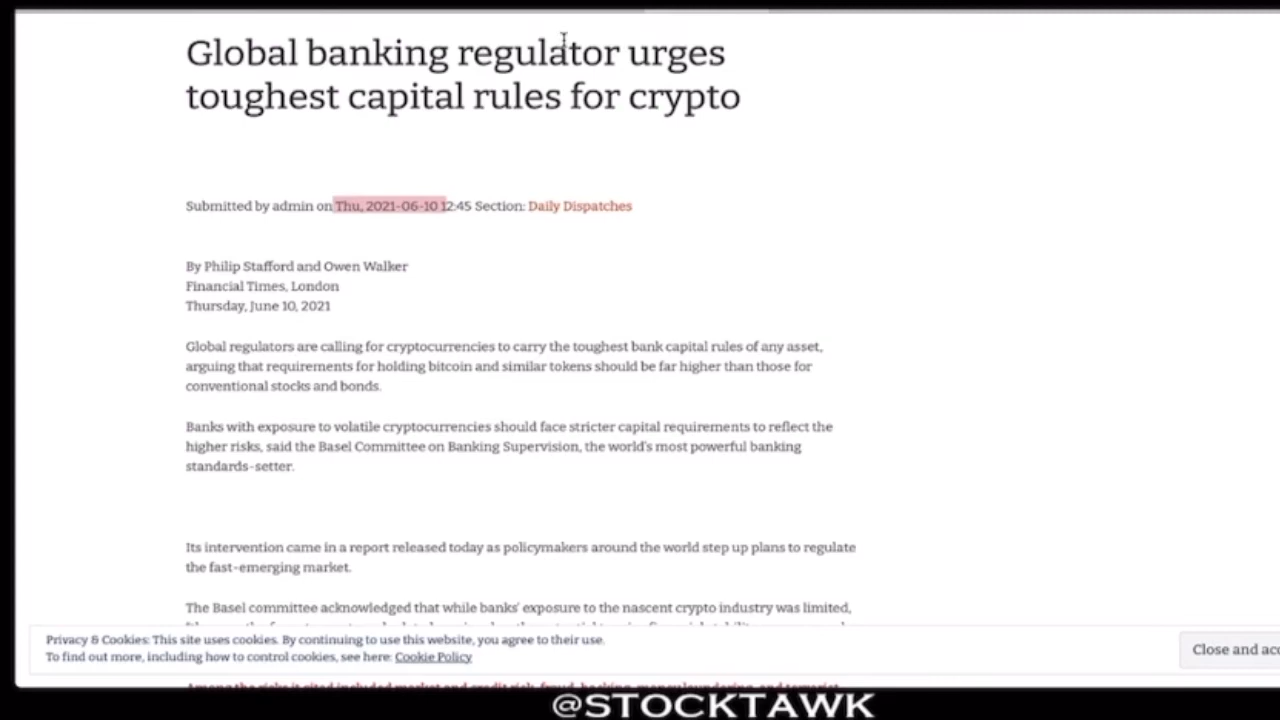 Global banking regulator urges
toughest capital rules for crypto
Submitted by admin on Thu, 2021-06-10 12:45 Section: Daily Dispatches
By Philip Stafford and Owen Walker
Financial Times, London
Thursday, June 10, 2021
Global regulators are calling for cryptocurrencies to carry the toughest bank capital rules of any asset,
arguing that requirements for holding bitcoin and similar tokens should be far higher than those for
conventional stocks and bonds.
Banks with exposure to volatile cryptocurrencies should face stricter capital requirements to reflect the
higher risks, said the Basel Committee on Banking Supervision, the world's most powerful banking
standards-setter.
Its intervention came in a report released today as policymakers around the world step up plans to regulate
the fast-emerging market.
The Basel committee acknowledged that while banks' exposure to the nascent crypto industry was limited,
Privacy & Cookies: This site uses cookies. By continuing to use this website, you agree to their use.
To find out more, including how to control cookies, see here: Cookie Policy
Close and acc
@STOCKTAWK